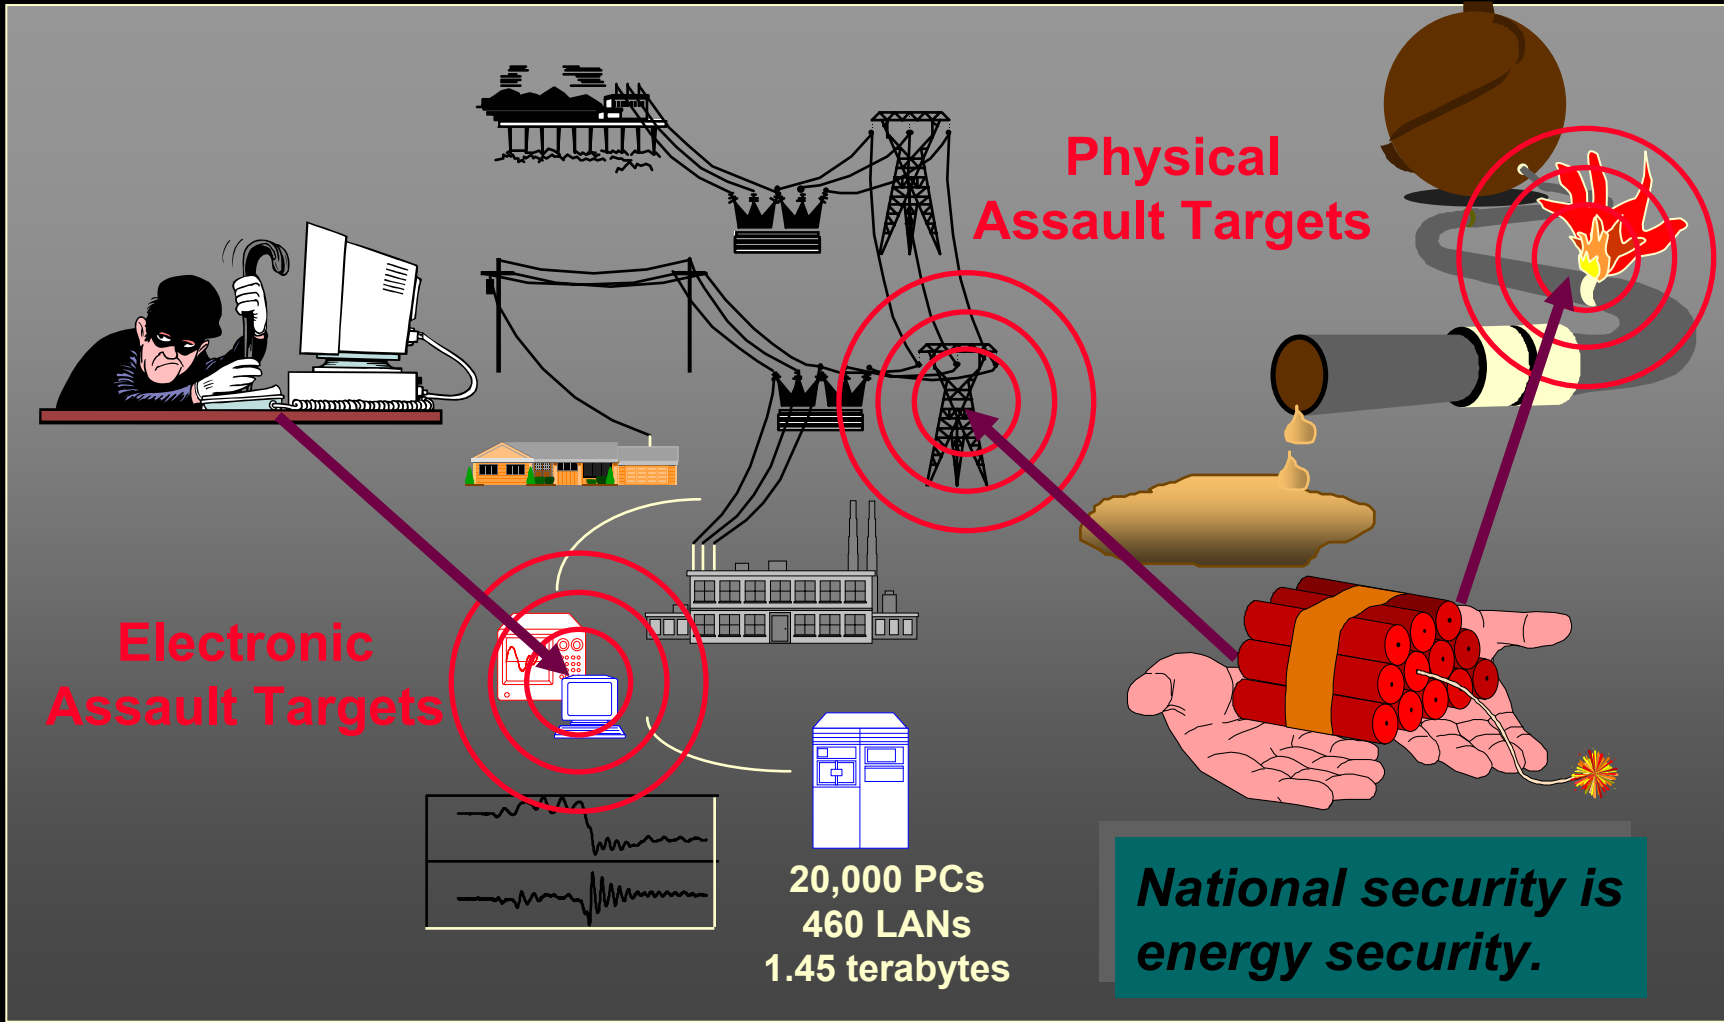 Physical
Assault Targets
Electronic
Assault Targets
20,000 PCs
460 LANs
1.45 terabytes
National security is
energy security.